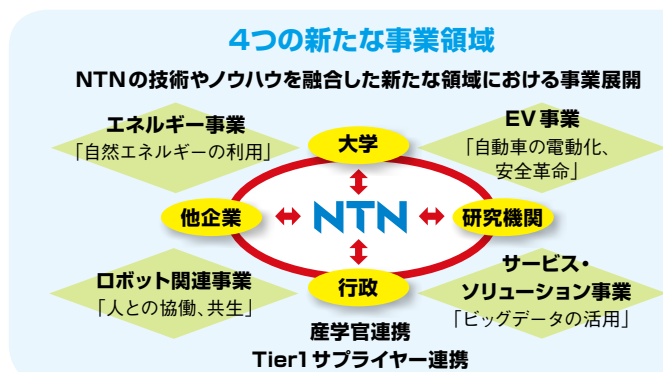 4つの新たな事業領域
NTNの技術やノウハウを融合した新たな領域における事業展開
エネルギー事業
「自然エネルギーの利用」
大学
EV事業
「自動車の電動化、
安全革命」
他企業
NTN
研究機関
ロボット関連事業
「人との協働、共生」
行政
サービス・
ソリューション事業
「ビッグデータの活用」
産学官連携
Tier1サプライヤー連携